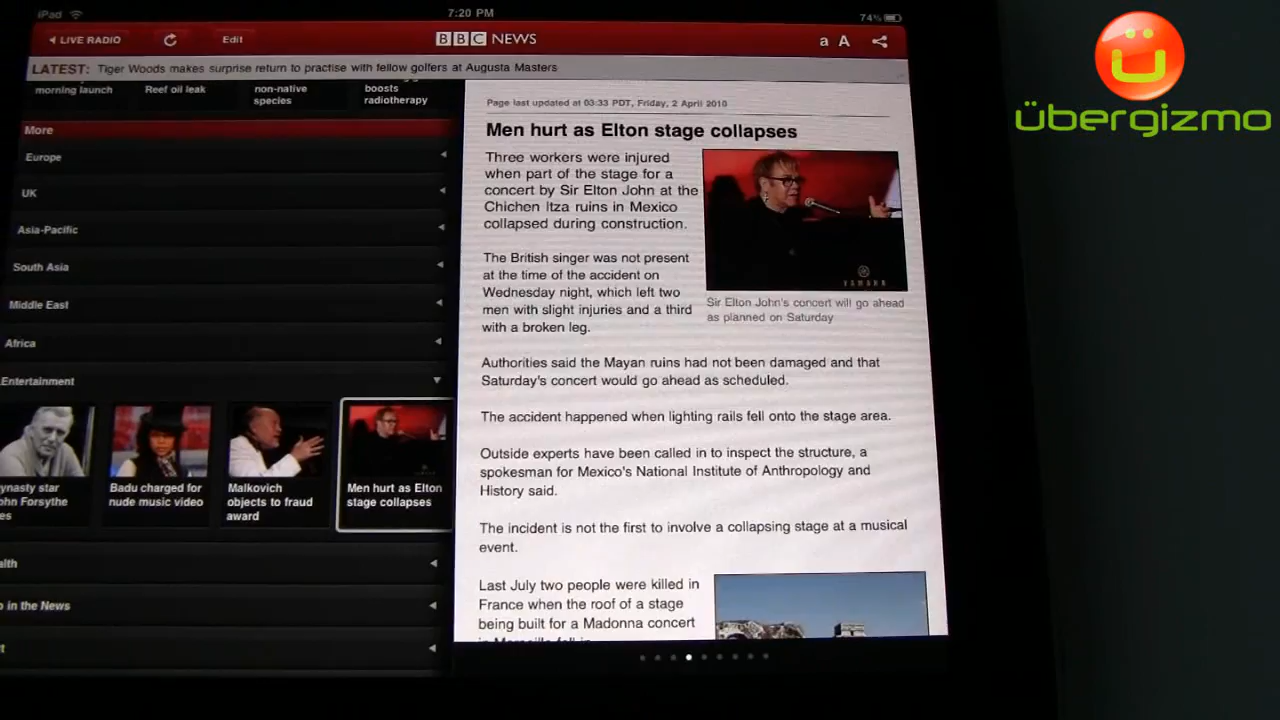 iPad
7:20 PM
74%
LIVE RADIO
Edit
BBC NEWS
a A
LATEST: Tiger Woods makes surprise return to practise with fellow golfers at Augusta Masters
morning launch
Reef oil leak
non-native
species
boosts
radiotherapy
More
Europe
UK
Asia-Pacific
South Asia
Middle East
Africa
Entertainment
ynasty star
ohn Forsythe
es
Badu charged for
nude music video
Malkovich
objects to fraud
award
Men hurt as Elton
stage collapses
alth
o in the News
t
Page last updated at 03:33 PDT, Friday, 2 April 2010
Men hurt as Elton stage collapses
Three workers were injured
when part of the stage for a
concert by Sir Elton John at the
Chichen Itza ruins in Mexico
collapsed during construction.
YAMAHA
Sir Elton John's concert will go ahead
as planned on Saturday
The British singer was not present
at the time of the accident on
Wednesday night, which left two
men with slight injuries and a third
with a broken leg.
Authorities said the Mayan ruins had not been damaged and that
Saturday's concert would go ahead as scheduled.
The accident happened when lighting rails fell onto the stage area.
Outside experts have been called in to inspect the structure, a
spokesman for Mexico's National Institute of Anthropology and
History said.
The incident is not the first to involve a collapsing stage at a musical
event.
Last July two people were killed in
France when the roof of a stage
being built for a Madonna concert
übergizmo